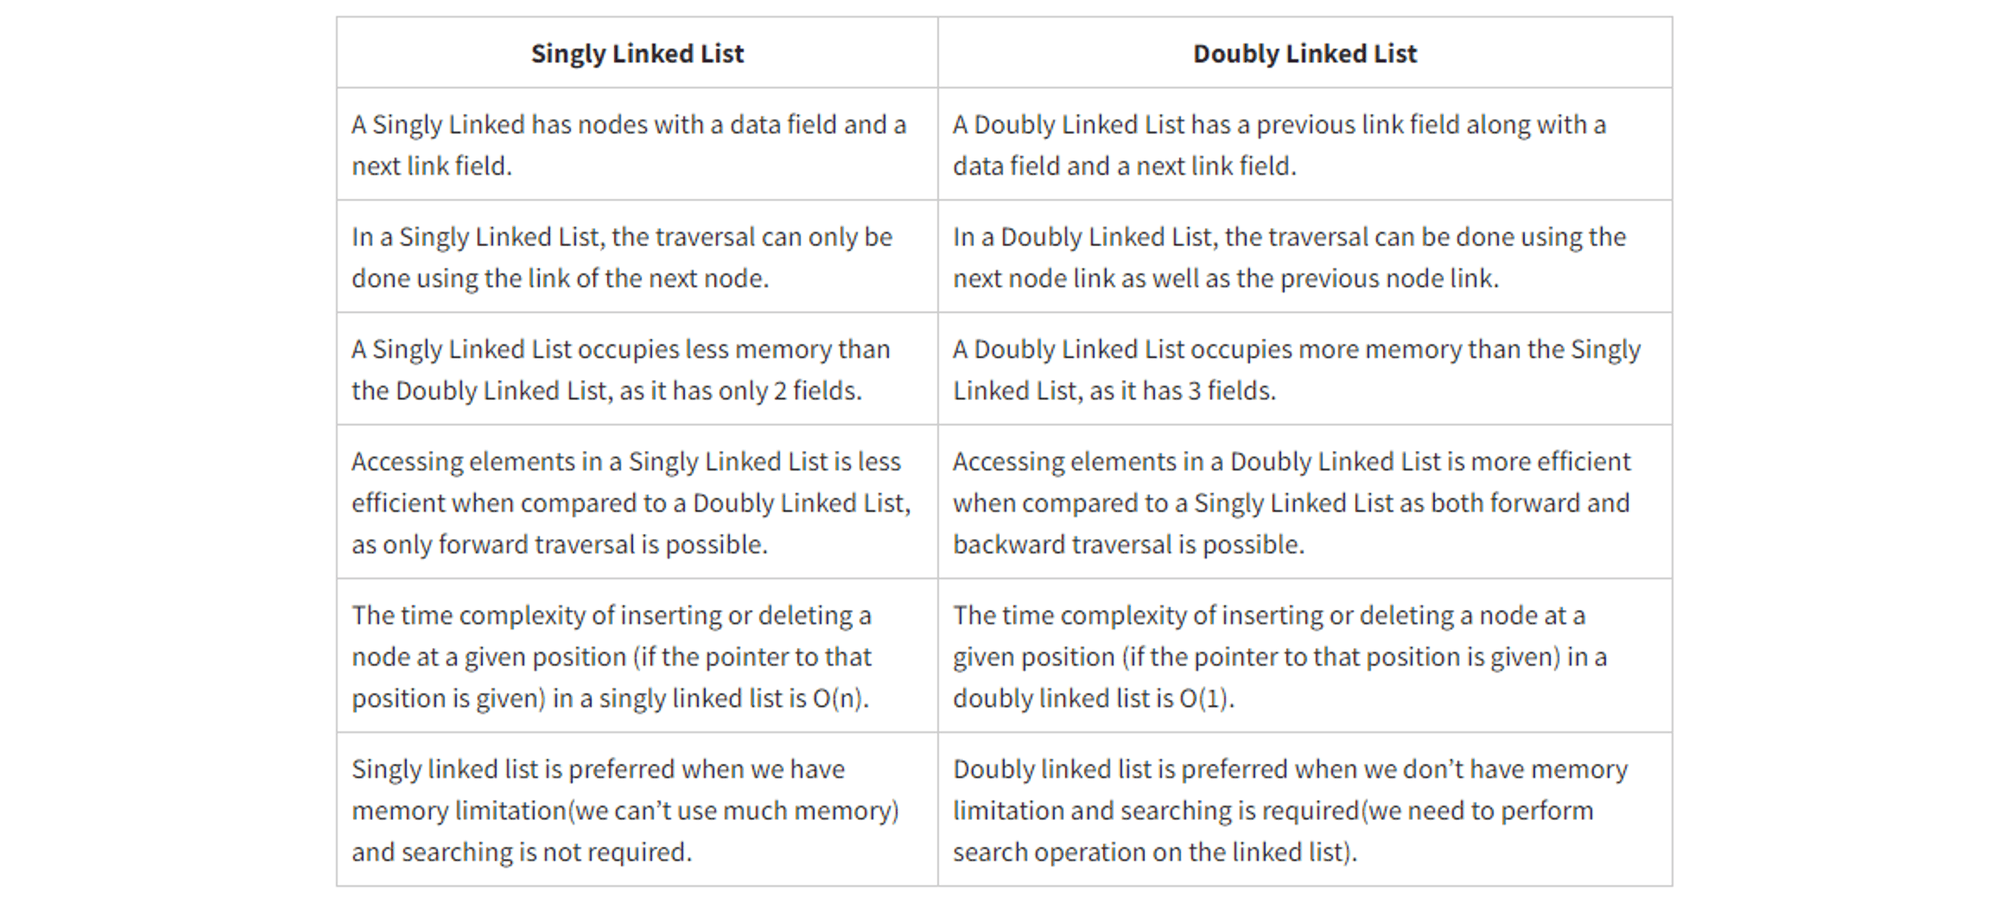 Singly Linked List
Doubly Linked List
A Singly Linked has nodes with a data field and a
next link field.
A Doubly Linked List has a previous link field along with a
data field and a next link field.
In a Singly Linked List, the traversal can only be
done using the link of the next node.
In a Doubly Linked List, the traversal can be done using the
next node link as well as the previous node link.
A Singly Linked List occupies less memory than
the Doubly Linked List, as it has only 2 fields.
A Doubly Linked List occupies more memory than the Singly
Linked List, as it has 3 fields.
Accessing elements in a Singly Linked List is less
efficient when compared to a Doubly Linked List,
as only forward traversal is possible.
Accessing elements in a Doubly Linked List is more efficient
when compared to a Singly Linked List as both forward and
backward traversal is possible.
The time complexity of inserting or deleting a
node at a given position (if the pointer to that
position is given) in a singly linked list is O(n).
The time complexity of inserting or deleting a node at a
given position (if the pointer to that position is given) in a
doubly linked list is O(1).
Singly linked list is preferred when we have
memory limitation(we can’t use much memory)
and searching is not required.
Doubly linked list is preferred when we don’t have memory
limitation and searching is required(we need to perform
search operation on the linked list).